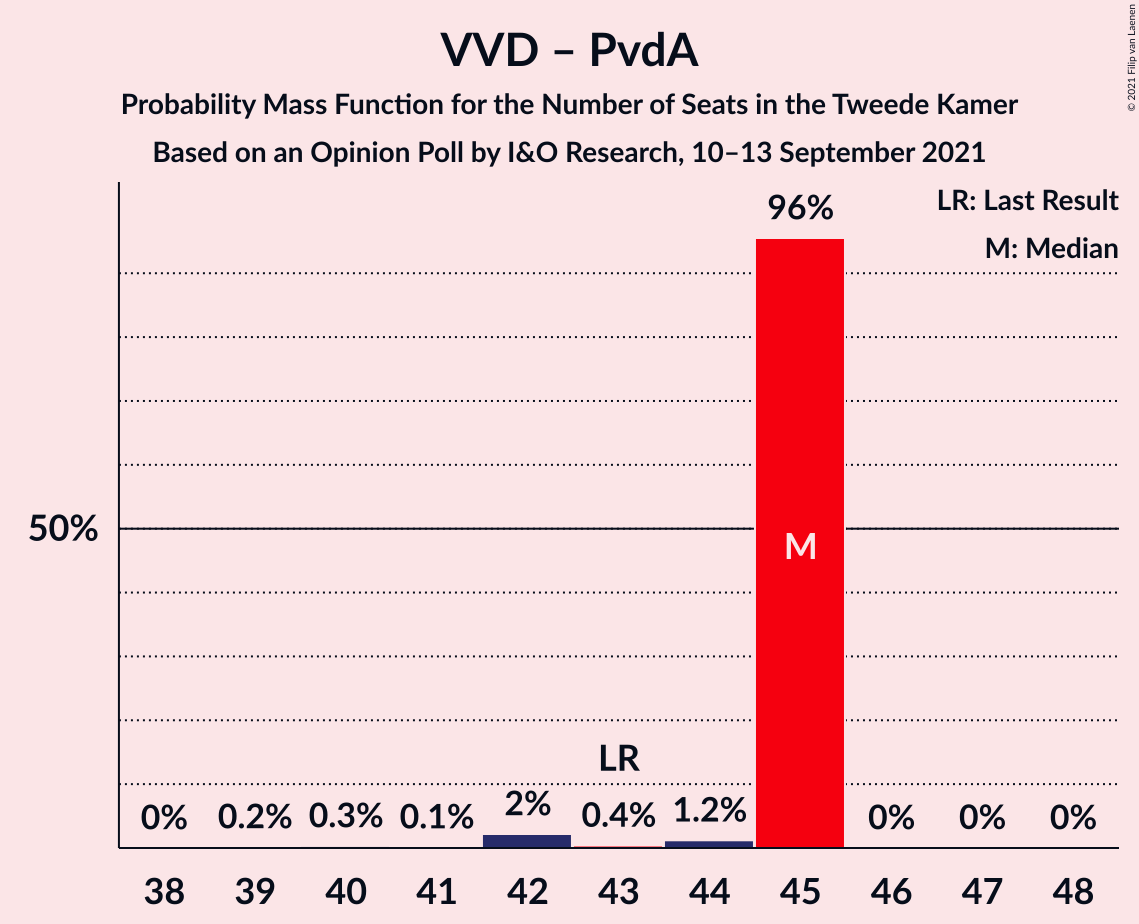 VVD – PvdA
Probability Mass Function for the Number of Seats in the Tweede Kamer
Based on an Opinion Poll by I&O Research, 10–13 September 2021
© 2021 Filip van Laenen
LR: Last Result
M: Median
96%
50%
M
LR
0% 0.2% 0.3% 0.1% 2% 0.4% 1.2% 0% 0% 0%
38 39 40 41 42 43 44 45 46 47 48